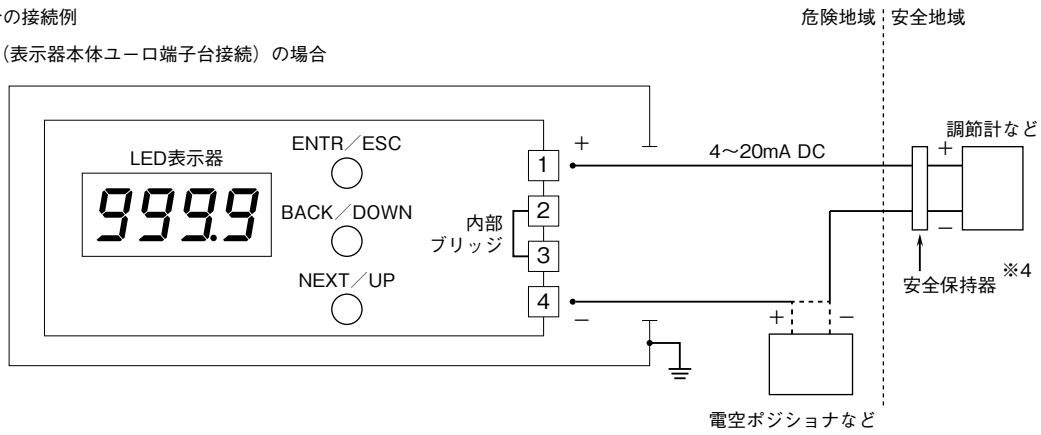 の接続例
(表示器本体ユーロ端子台接続)の場合
危険地域
安全地域
LED表示器
999.9
ENTR/ESC
BACK/DOWN
NEXT/UP
内部
ブリッジ
1
2
3
4
+
−
4~20mA DC
調節計など
+
−
安全保持器
※4
+
−
電空ポジショナなど